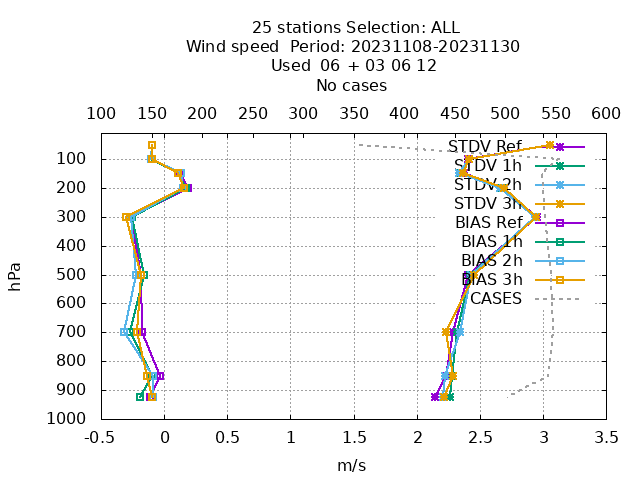 25 stations Selection: ALL
Wind speed  Period: 20231108-20231130
Used  06 + 03 06 12
No cases
100 150 200 250 300 350 400 450 500 550 600
STDV Ref
STDV 1h
STDV 2h
STDV 3h
BIAS Ref
BIAS 1h
BIAS 2h
BIAS 3h
CASES
100
200
300
400
500
600
700
800
900
1000
hPa
-0.5 0 0.5 1 1.5 2 2.5 3 3.5
m/s